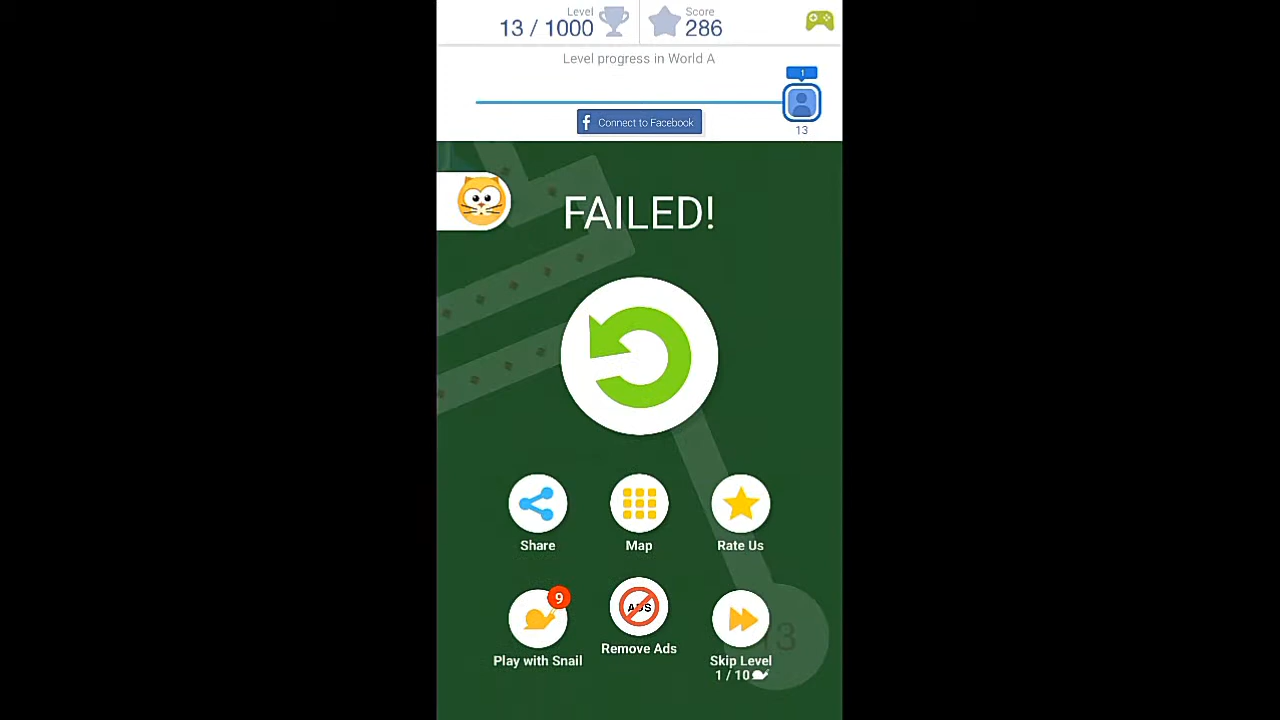 Level
13 / 1000
Score
286
Level progress in World A
1
f Connect to Facebook
13
FAILED!
Share
Map
Rate Us
9
ADS
Play with Snail
Remove Ads
Skip Level
1 / 10
13